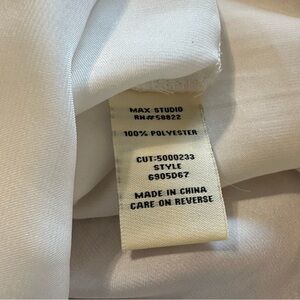 MAX STUDIO
RN#58822
100% POLYESTER
CUT:5000233
STYLE
6905D67
MADE IN CHINA
CARE ON REVERSE